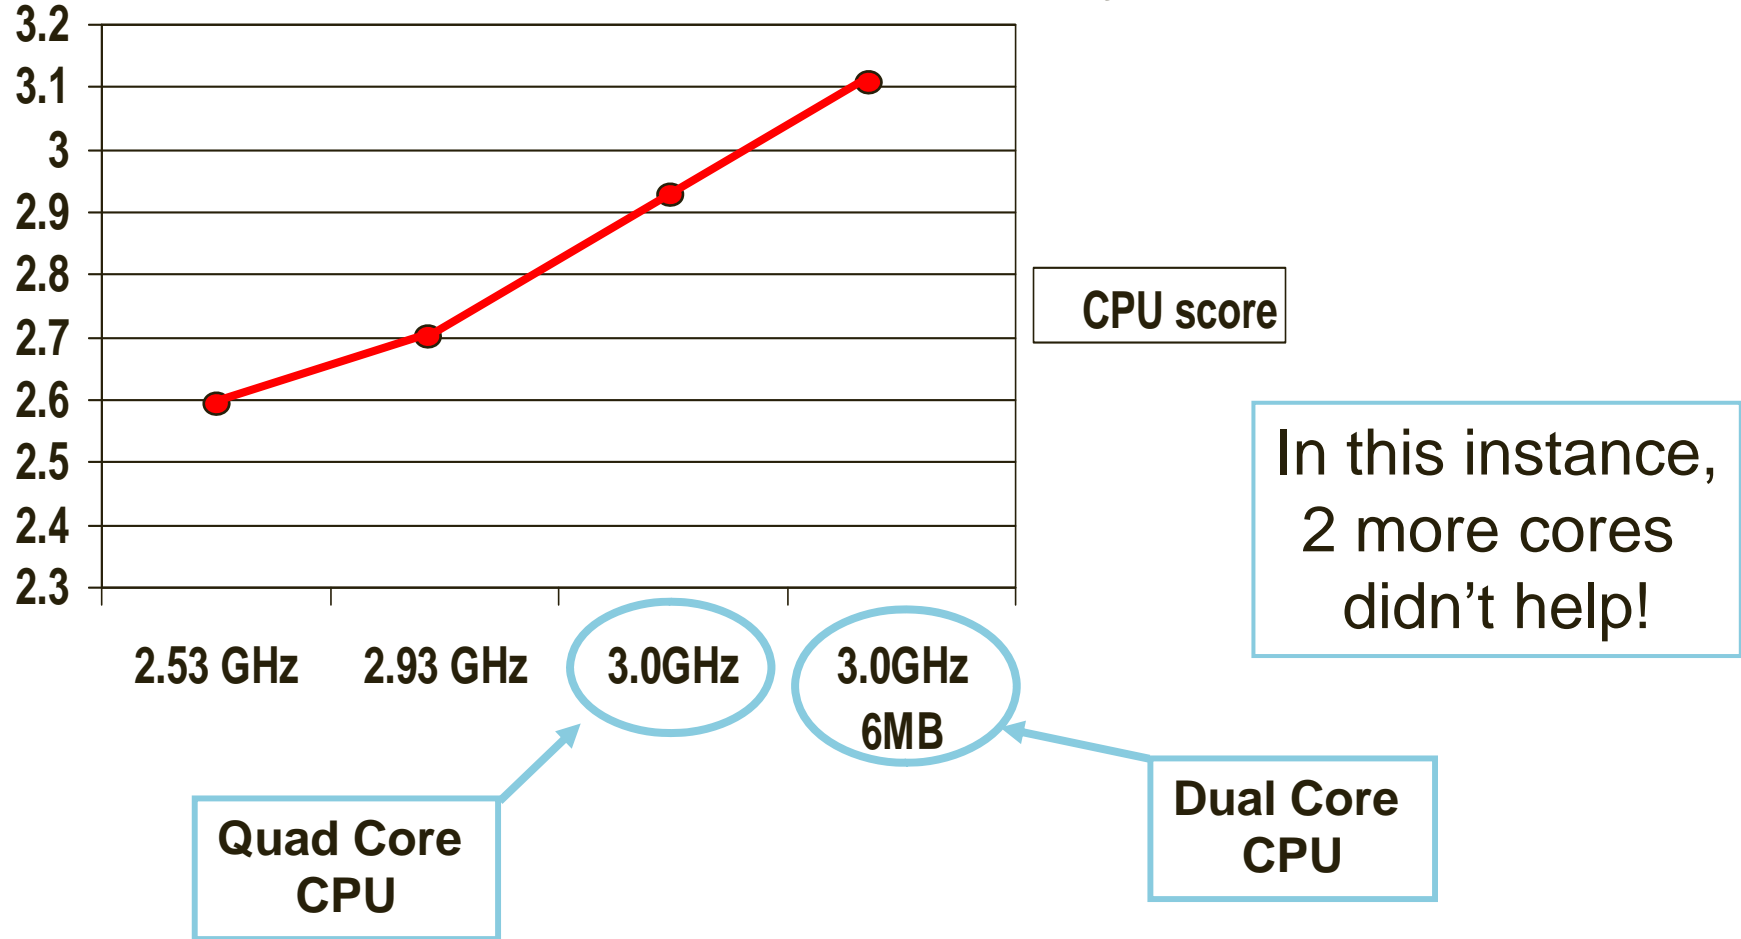 3.2
3.1
3
2.9
2.8
2.7
2.6
2.5
2.4
2.3
2.53 GHz
2.93 GHz
3.0GHz
3.0GHz
6MB
CPU score
In this instance,
2 more cores
didn't help!
Quad Core
CPU
Dual Core
CPU